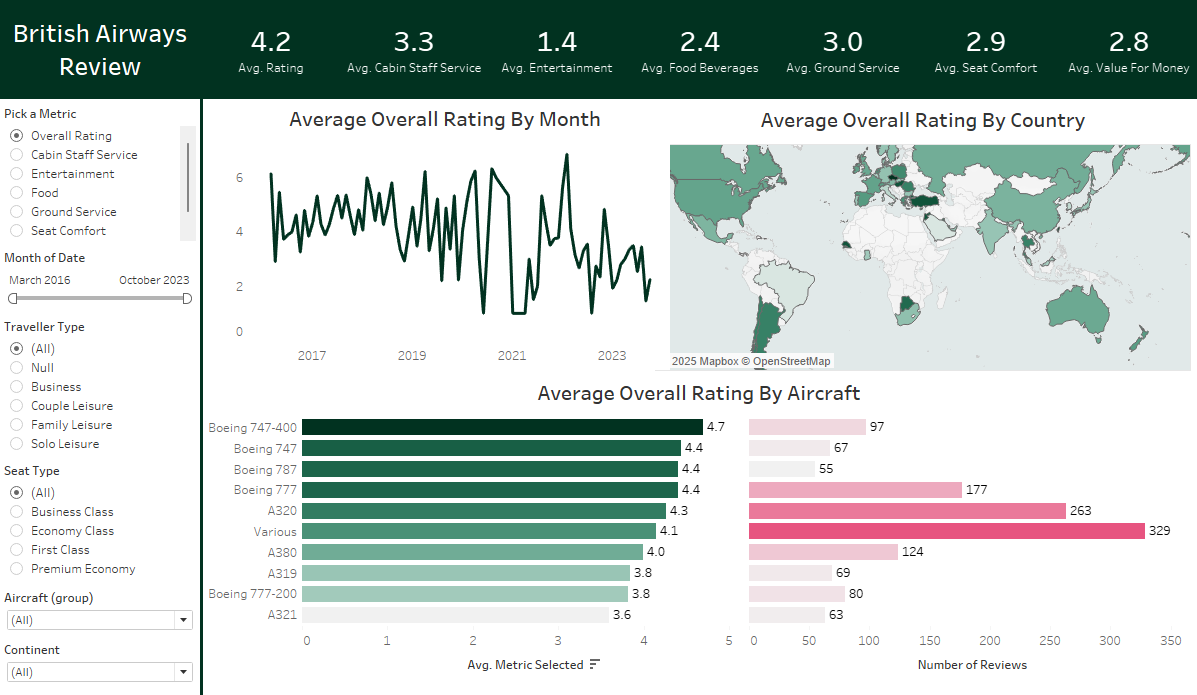 British Airways
Review
4.2
Avg. Rating
3.3
Avg. Cabin Staff Service
1.4
Avg. Entertainment
2.4
Avg. Food Beverages
3.0
Avg. Ground Service
2.9
Avg. Seat Comfort
2.8
Avg. Value For Money
Pick a Metric
Overall Rating
Cabin Staff Service
Entertainment
Food
Ground Service
Seat Comfort
Month of Date
March 2016 October 2023
Traveller Type
(All)
Null
Business
Couple Leisure
Family Leisure
Solo Leisure
Seat Type
(All)
Business Class
Economy Class
First Class
Premium Economy
Aircraft (group)
(All)
Continent
(All)
Average Overall Rating By Month
6
4
2
0
2017 2019 2021 2023
Average Overall Rating By Country
2025 Mapbox © OpenStreetMap
Average Overall Rating By Aircraft
Boeing 747-400 4.7 97
Boeing 747 4.4 67
Boeing 787 4.4 55
Boeing 777 4.4 177
A320 4.3 263
Various 4.1 329
A380 4.0 124
A319 3.8 69
Boeing 777-200 3.8 80
A321 3.6 63
0 1 2 3 4 5 0 50 100 150 200 250 300 350
Avg. Metric Selected Number of Reviews